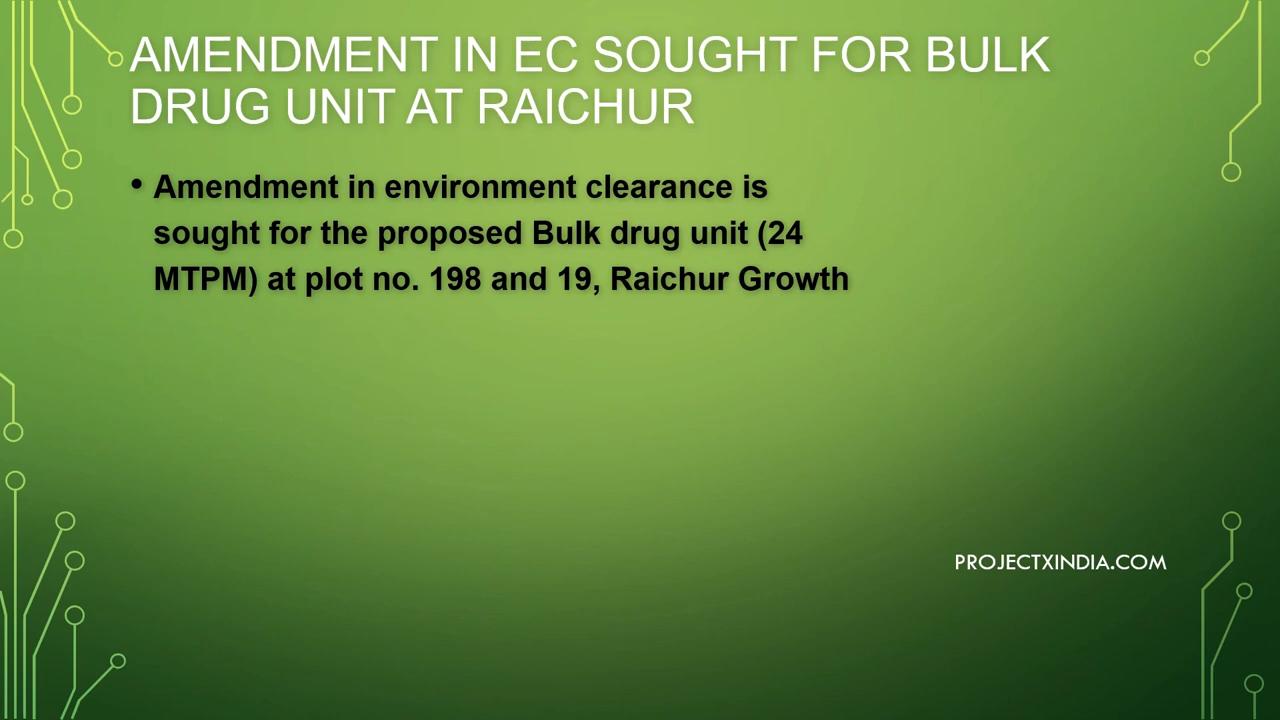 AMENDMENT IN EC SOUGHT FOR BULK
DRUG UNIT AT RAICHUR
• Amendment in environment clearance is
sought for the proposed Bulk drug unit (24
MTPM) at plot no. 198 and 19, Raichur Growth
PROJECTXINDIA.COM